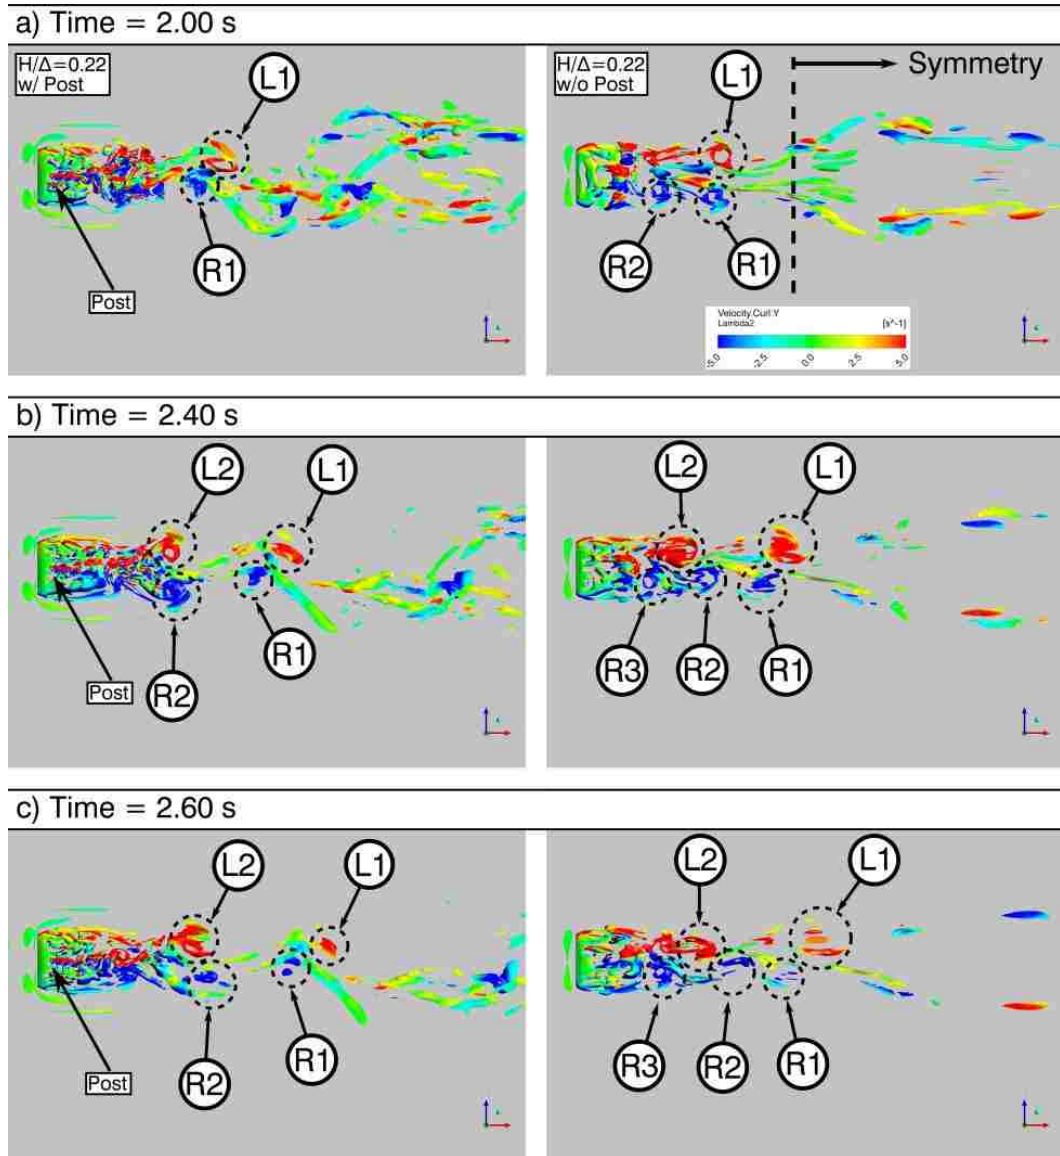 a) Time = 2.00 s
H/Δ=0.22
w/ Post
L1
R1
Post
H/Δ=0.22
w/o Post
L1
Symmetry
R2
R1
Velocity.Curl.Y
Lambda2
[s^-1]
-5.0
-2.5
0.0
2.5
5.0
b) Time = 2.40 s
L2
L1
R1
R2
Post
L2
L1
R3
R2
R1
c) Time = 2.60 s
L2
L1
R1
R2
Post
L2
L1
R3
R2
R1